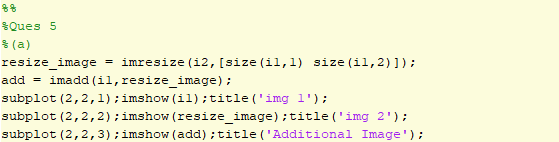 %%
%Ques 5
%(a)
resize_image = imresize(i2,[size(i1,1) size(i1,2)]);
add = imadd(i1,resize_image);
subplot(2,2,1);imshow(i1);title('img 1');
subplot(2,2,2);imshow(resize_image);title('img 2');
subplot(2,2,3);imshow(add);title('Additional Image');